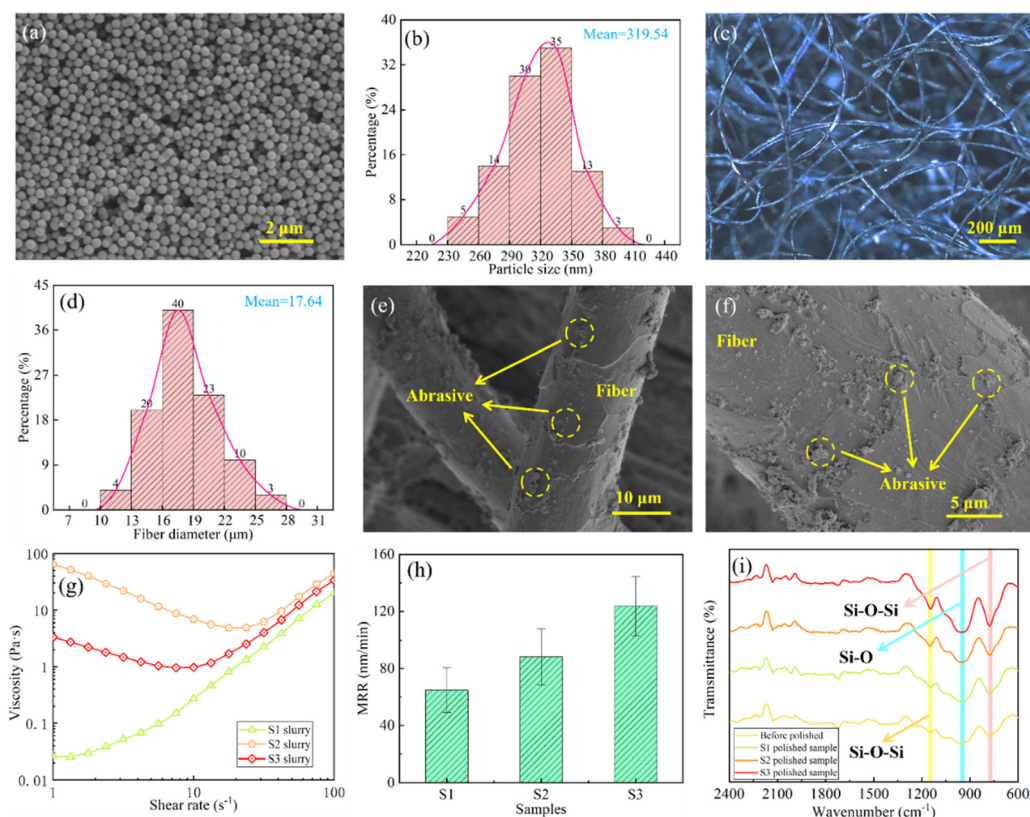 (a)
2 µm
(b)
Mean=319.54
Percentage (%)
40
32
24
16
8
0
0
5
14
30
35
13
3
0
220 230 260 290 320 350 380 410 440
Particle size (nm)
(c)
200 µm
(d)
Mean=17.64
Percentage (%)
45
36
27
18
9
0
0
4
20
40
23
10
3
0
7 10 13 16 19 22 25 28 31
Fiber diameter (µm)
(e)
Abrasive
Fiber
10 µm
(f)
Fiber
Abrasive
5 µm
(g)
Viscosity (Pa·s)
100
10
1
0.1
0.01
S1 slurry
S2 slurry
S3 slurry
1 10 100
Shear rate (s⁻¹)
(h)
MRR (nm/min)
160
120
80
40
0
S1 S2 S3
Samples
(i)
Tramsmittance (%)
Si-O-Si
Si-O
Si-O-Si
Before polished
S1 polished sample
S2 polished sample
S3 polished sample
2400 2100 1800 1500 1200 900 600
Wavenumber (cm⁻¹)